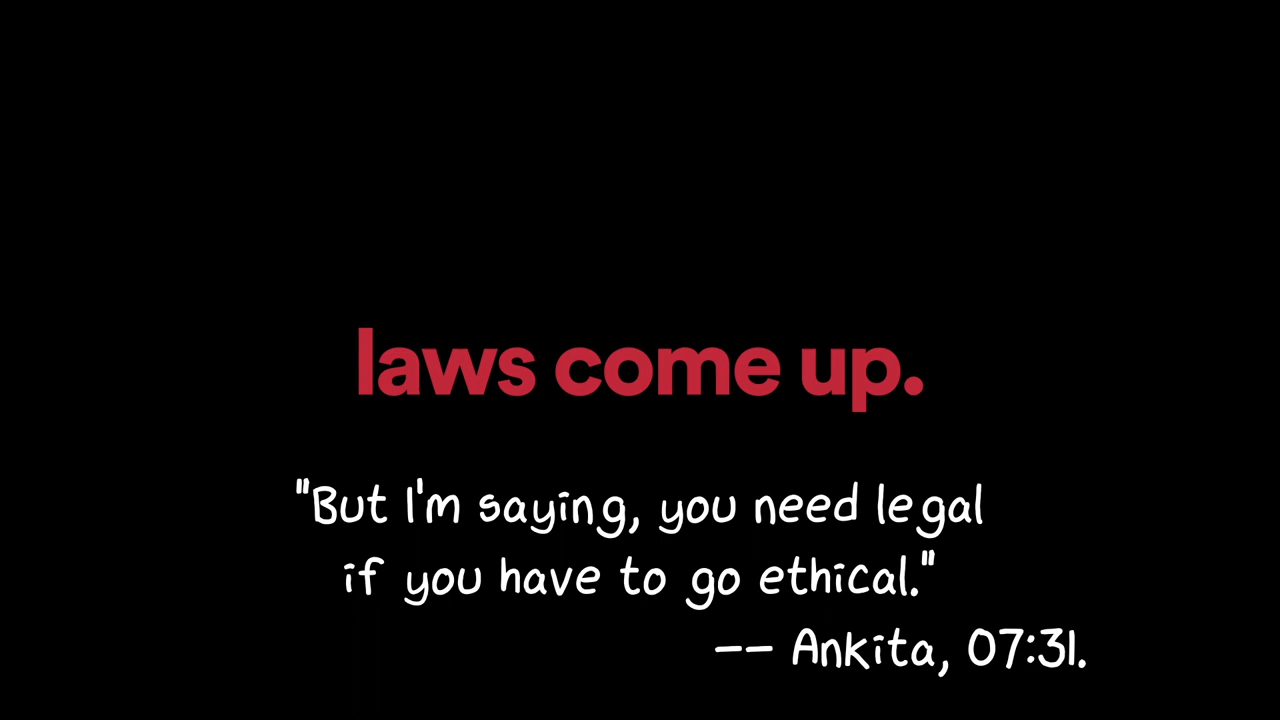 laws come up.
"But I'm saying, you need legal
if you have to go ethical."
-- Ankita, 07:31.